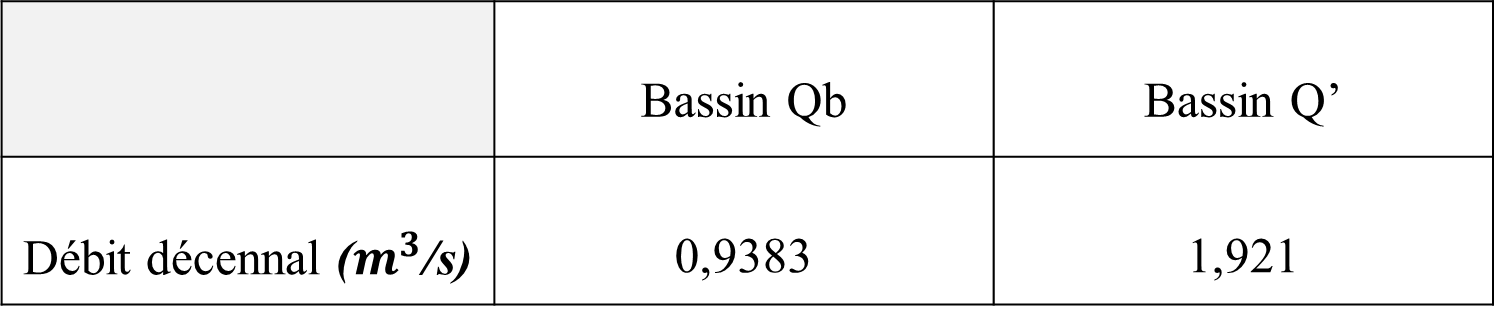 Bassin Qb
Bassin Q’
Débit décennal (m³/s)
0,9383
1,921